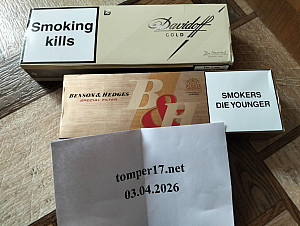 Smoking
kills
Davidoff
GOLD
BENSON & HEDGES
SPECIAL FILTER
B&H
SMOKERS
DIE YOUNGER
tomper17.net
03.04.2026